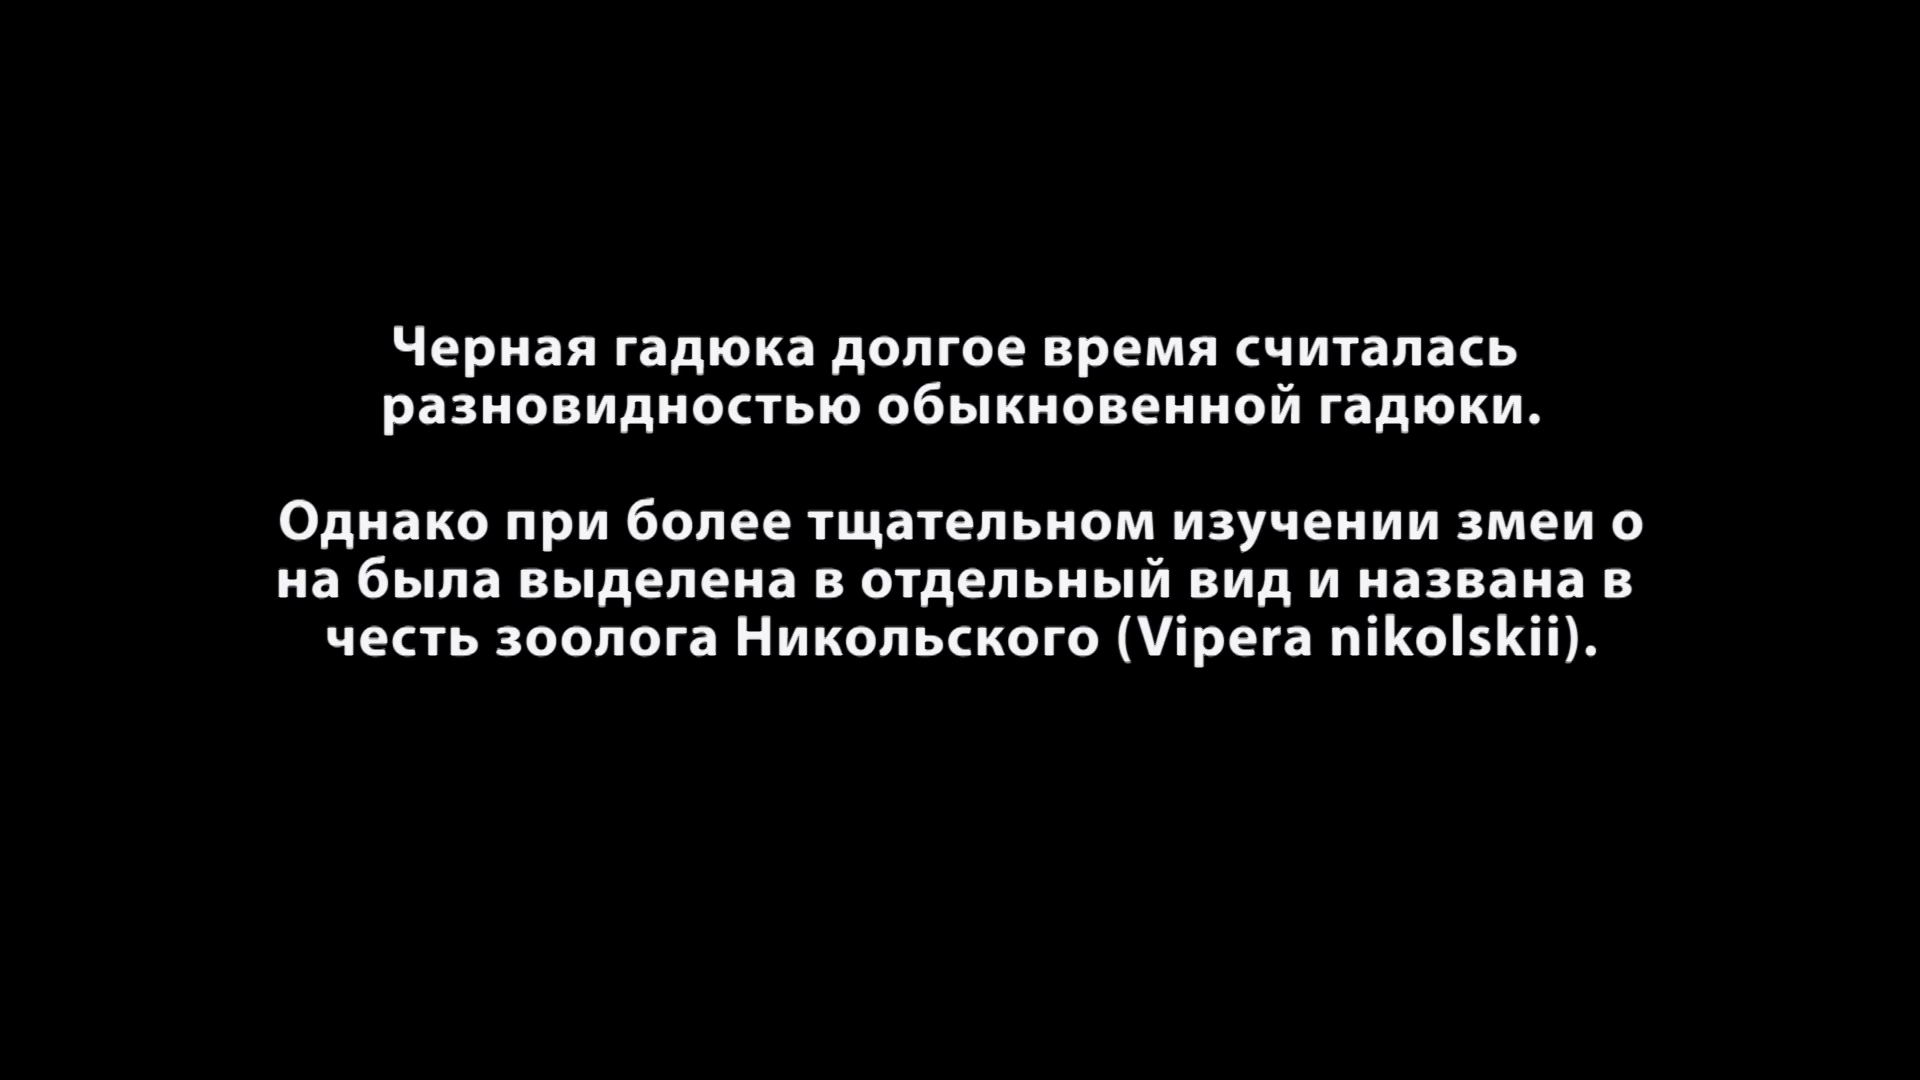 Черная гадюка долгое время считалась
разновидностью обыкновенной гадюки.
Однако при более тщательном изучении змеи о
на была выделена в отдельный вид и названа в
честь зоолога Никольского (Vipera nikolskii).